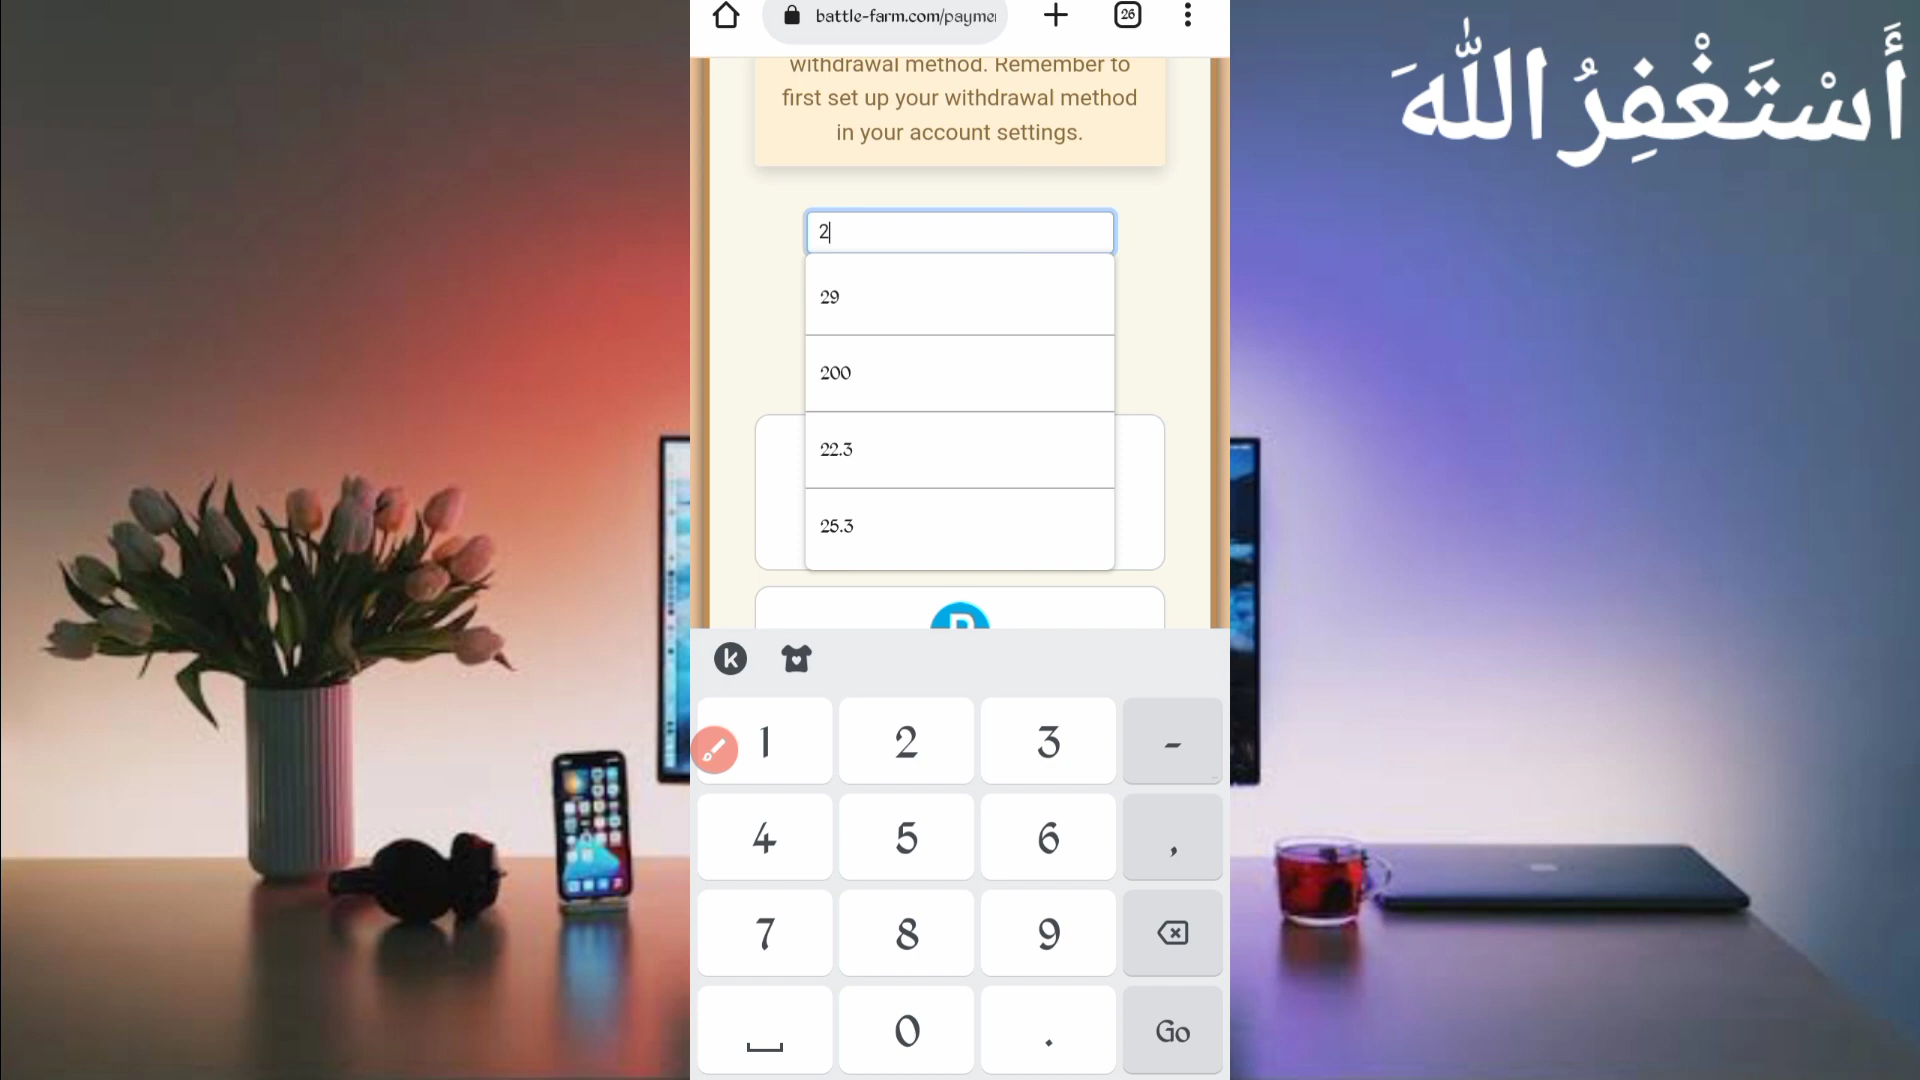 battle-farm.com/payme
26
أَسْتَغْفِرُ اللّٰهَ
withdrawal method. Remember to
first set up your withdrawal method
in your account settings.
2
29
200
22.3
25.3
k
1 2 3 -
4 5 6 ,
7 8 9
0 . Go